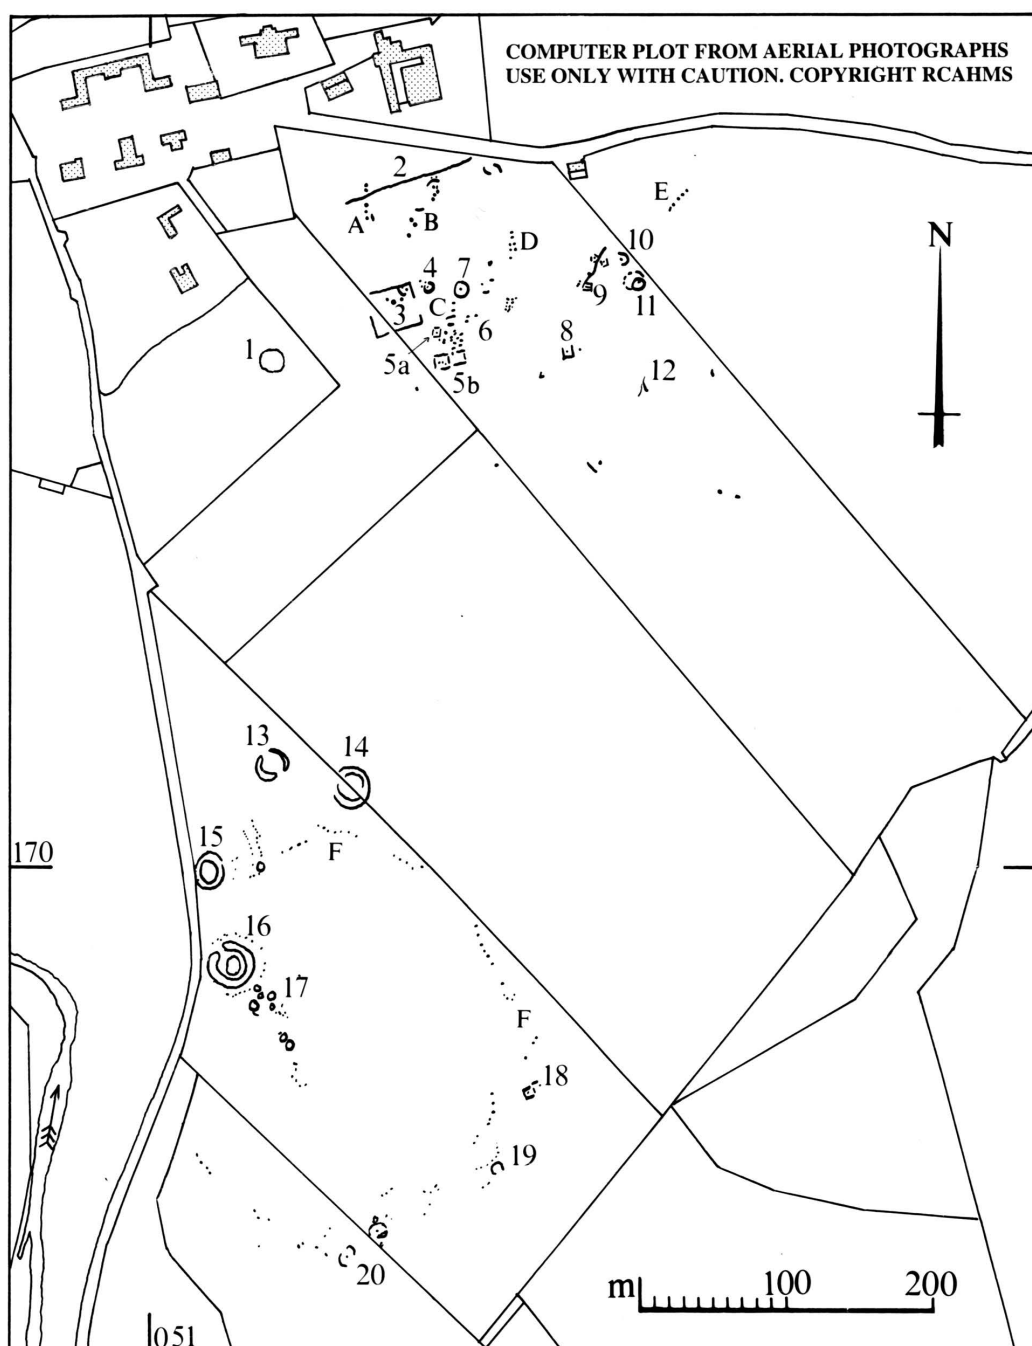 COMPUTER PLOT FROM AERIAL PHOTOGRAPHS
USE ONLY WITH CAUTION. COPYRIGHT RCAHMS
2
E
A
B
D
N
10
4
7
C
3
9
11
6
1
5a
5b
8
12
13
14
15
F
170
16
17
F
18
19
20
m 100 200
051